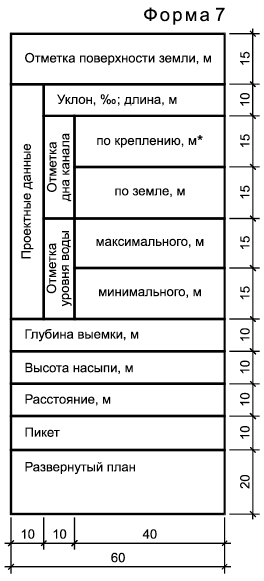 Форма 7
Отметка поверхности земли, м
15
Проектные данные
Уклон, ‰; длина, м
10
Отметка
дна канала
по креплению, м*
15
по земле, м
15
Отметка
уровня воды
максимального, м
15
минимального, м
15
Глубина выемки, м
10
Высота насыпи, м
10
Расстояние, м
10
Пикет
10
Развернутый план
20
10
10
40
60